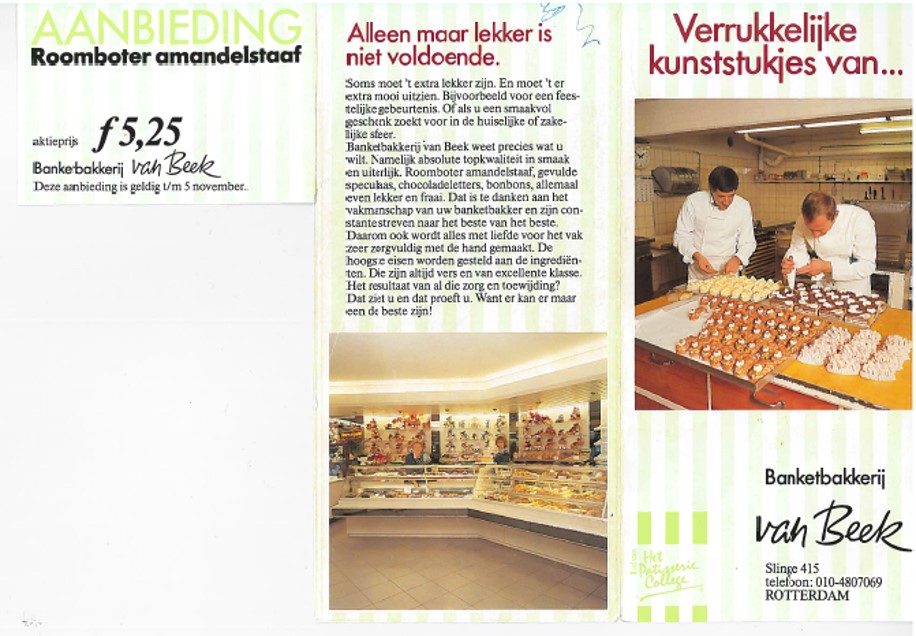 AANBIEDING
Roomboter amandelstaaf
aktieprijs f 5,25
Banketbakkerij van Beek
Deze aanbieding is geldig t/m 5 november.
Alleen maar lekker is
niet voldoende.
Soms moet 't extra lekker zijn. En moet 't er
extra mooi uitzien. Bijvoorbeeld voor een fees-
telijke gebeurtenis. Of als u een smaakvol
geschenk zoekt voor in de huiselijke of zake-
lijke sfeer.
Banketbakkerij van Beek weet precies wat u
wilt. Namelijk absolute topkwaliteit in smaak
en uiterlijk. Roomboter amandelstaaf, gevulde
speculaas, chocoladeletters, bonbons, allemaal
even lekker en fraai. Dat is te danken aan het
vakmanschap van uw banketbakker en zijn con-
stante streven naar het beste van het beste.
Daarom ook wordt alles met liefde voor het vak
zeer zorgvuldig met de hand gemaakt. De
hoogste eisen worden gesteld aan de ingrediën-
ten. Die zijn altijd vers en van excellente klasse.
Het resultaat van al die zorg en toewijding?
Dat ziet u en dat proeft u. Want er kan er maar
een de beste zijn!
Verrukkelijke
kunststukjes van...
Banketbakkerij
van Beek
Slinge 415
telefoon: 010-4807069
ROTTERDAM
Het
Patisserie
College